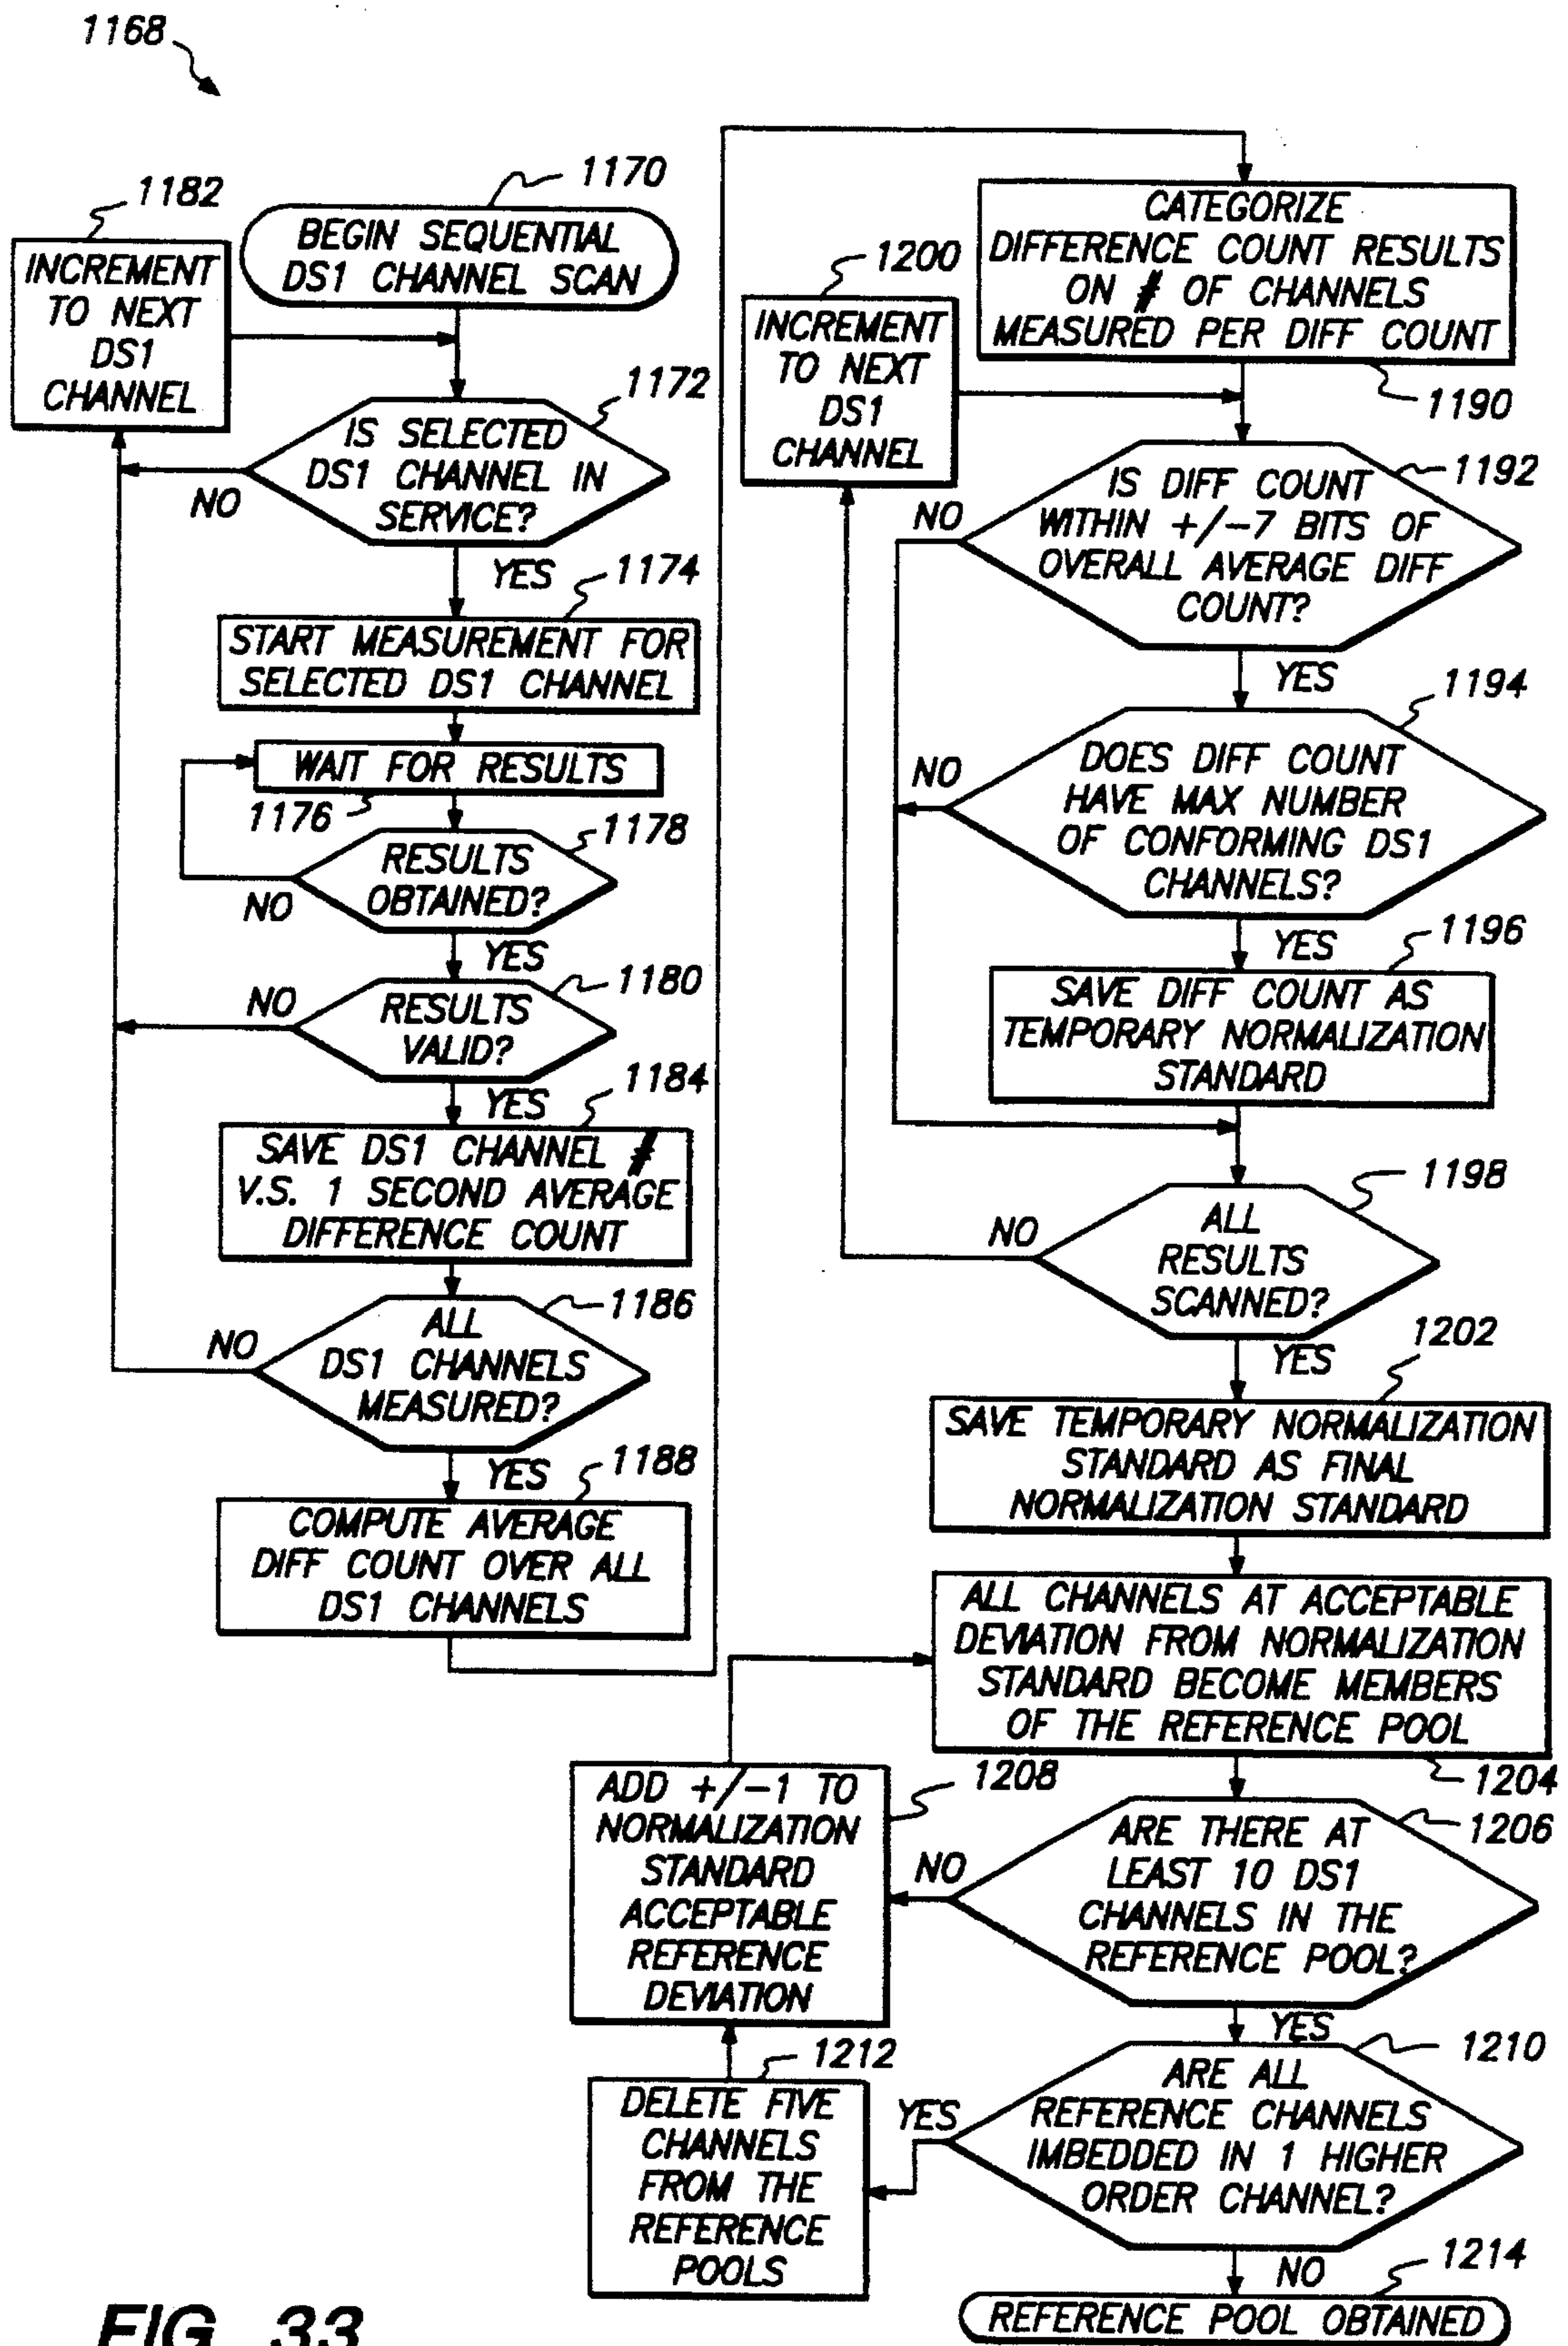 1168
1170
BEGIN SEQUENTIAL
DS1 CHANNEL SCAN
1182
INCREMENT
TO NEXT
DS1
CHANNEL
1172
IS SELECTED
DS1 CHANNEL IN
SERVICE?
NO
YES
1174
START MEASUREMENT FOR
SELECTED DS1 CHANNEL
WAIT FOR RESULTS
1176
1178
RESULTS
OBTAINED?
NO
YES
1180
RESULTS
VALID?
NO
YES
1184
SAVE DS1 CHANNEL #
V.S. 1 SECOND AVERAGE
DIFFERENCE COUNT
1186
ALL
DS1 CHANNELS
MEASURED?
NO
YES
1188
COMPUTE AVERAGE
DIFF COUNT OVER ALL
DS1 CHANNELS
CATEGORIZE
DIFFERENCE COUNT RESULTS
ON # OF CHANNELS
MEASURED PER DIFF COUNT
1190
1200
INCREMENT
TO NEXT
DS1
CHANNEL
1192
IS DIFF COUNT
WITHIN +/-7 BITS OF
OVERALL AVERAGE DIFF
COUNT?
NO
YES
1194
DOES DIFF COUNT
HAVE MAX NUMBER
OF CONFORMING DS1
CHANNELS?
NO
YES
1196
SAVE DIFF COUNT AS
TEMPORARY NORMALIZATION
STANDARD
1198
ALL
RESULTS
SCANNED?
NO
YES
1202
SAVE TEMPORARY NORMALIZATION
STANDARD AS FINAL
NORMALIZATION STANDARD
ALL CHANNELS AT ACCEPTABLE
DEVIATION FROM NORMALIZATION
STANDARD BECOME MEMBERS
OF THE REFERENCE POOL
1204
1208
ADD +/-1 TO
NORMALIZATION
STANDARD
ACCEPTABLE
REFERENCE
DEVIATION
1206
ARE THERE AT
LEAST 10 DS1
CHANNELS IN THE
REFERENCE POOL?
NO
YES
1210
ARE ALL
REFERENCE CHANNELS
IMBEDDED IN 1 HIGHER
ORDER CHANNEL?
YES
NO
1212
DELETE FIVE
CHANNELS
FROM THE
REFERENCE
POOLS
1214
REFERENCE POOL OBTAINED
FIG. 33